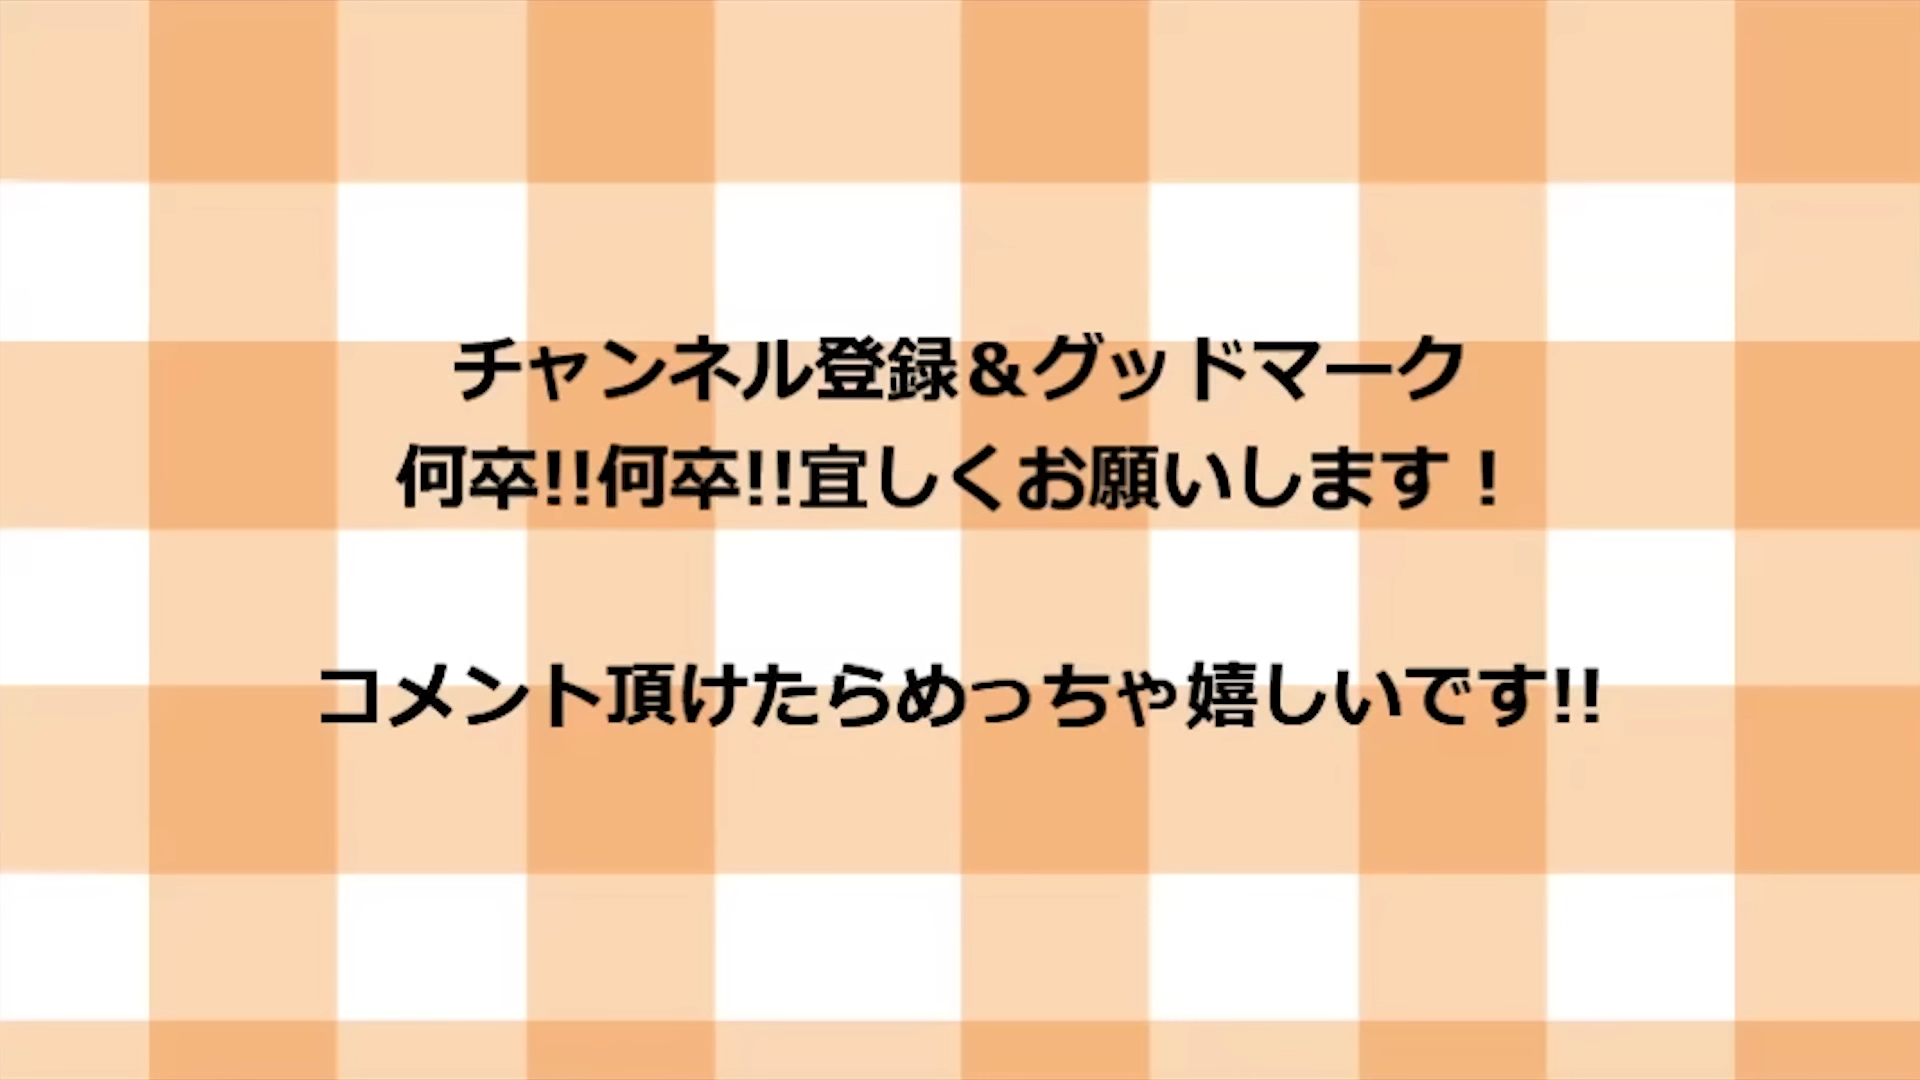 チャンネル登録＆グッドマーク
何卒!!何卒!!宜しくお願いします！
コメント頂けたらめっちゃ嬉しいです!!